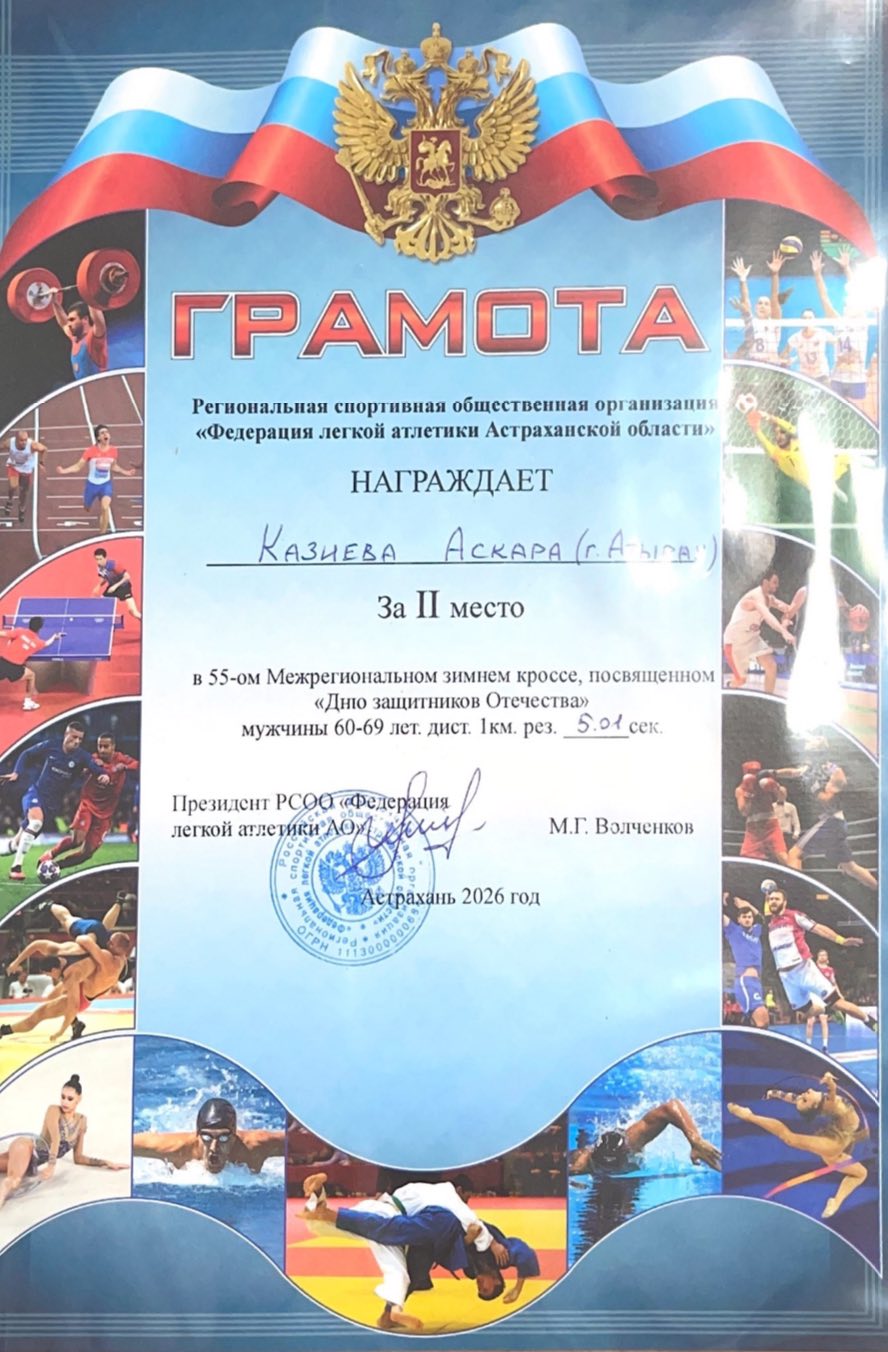 ГРАМОТА
Региональная спортивная общественная организация
«Федерация легкой атлетики Астраханской области»
НАГРАЖДАЕТ
Казиева Аскара (г. Атырау)
За II место
в 55-ом Межрегиональном зимнем кроссе, посвященном
«Дню защитников Отечества»
мужчины 60-69 лет. дист. 1км. рез. 5.01 сек.
Президент РСОО «Федерация
легкой атлетики АО»
М.Г. Волченков
Астрахань 2026 год